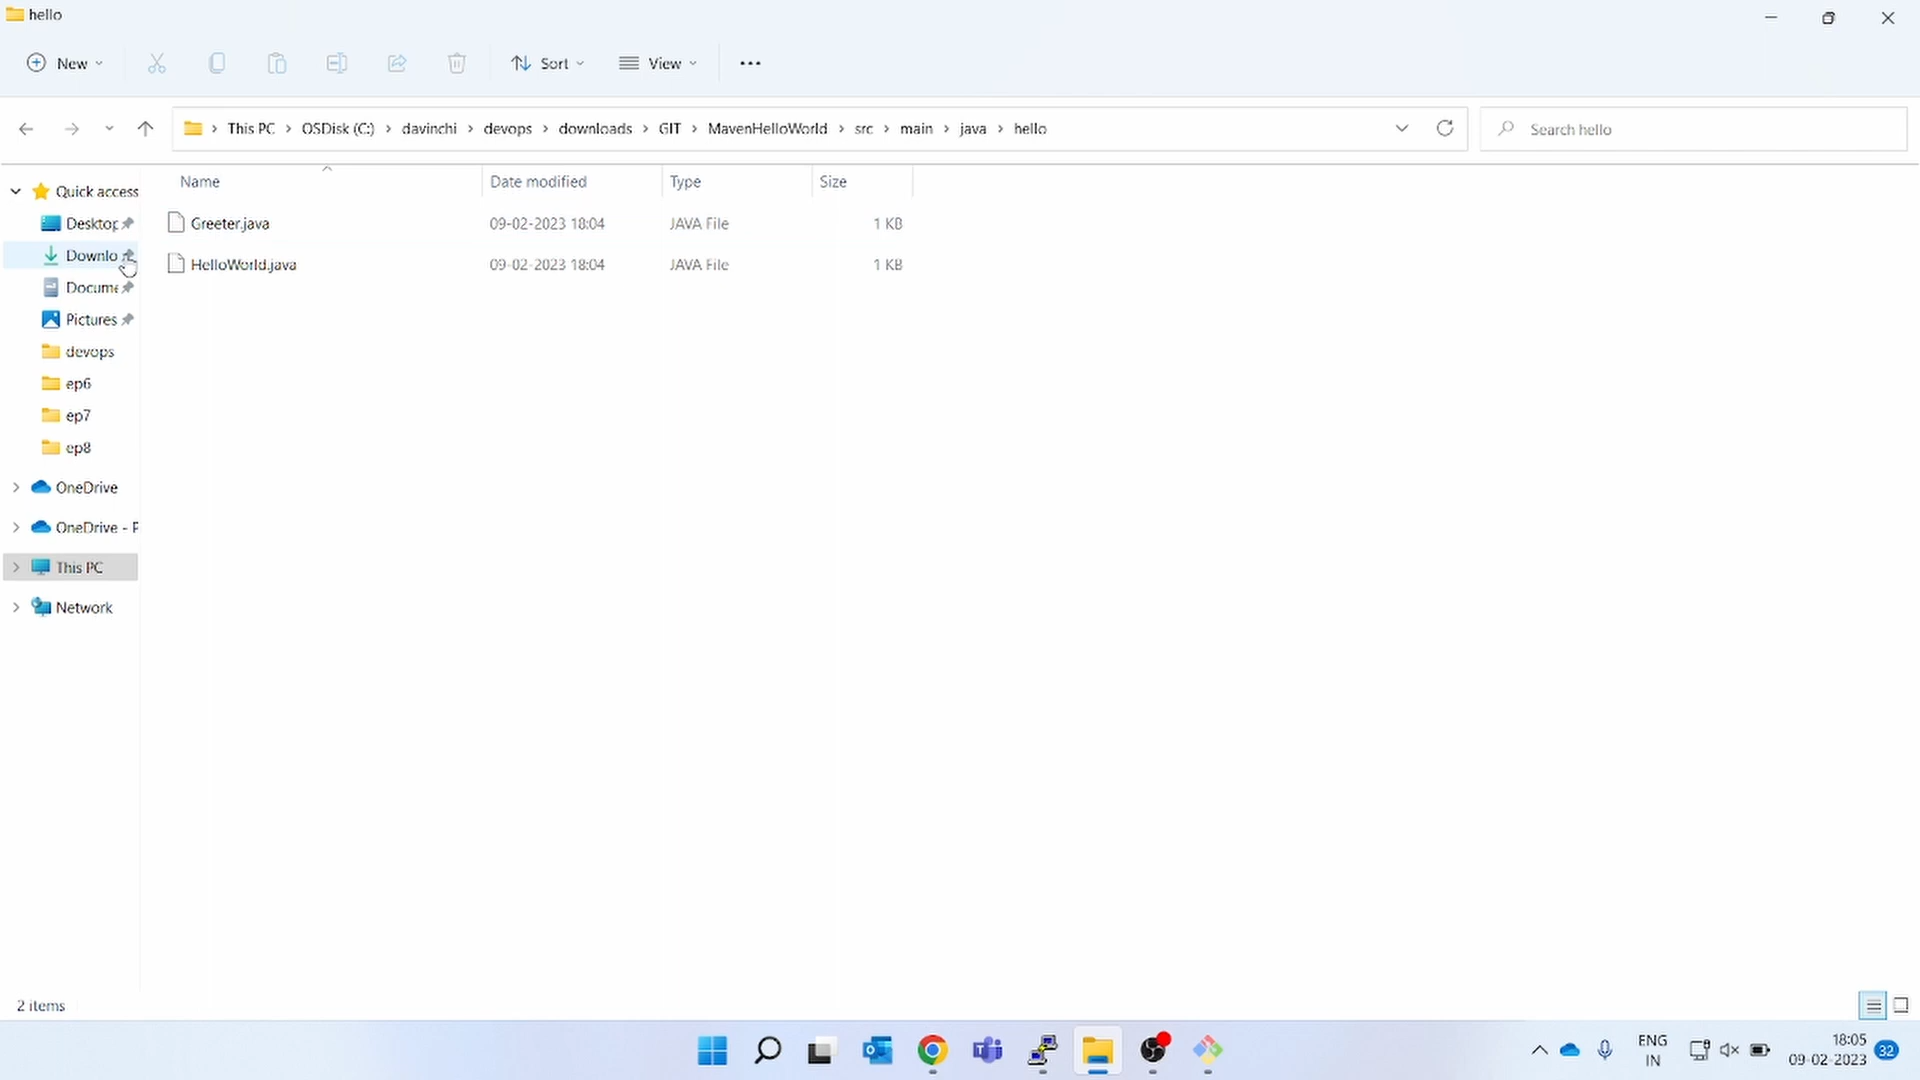 hello
New
Sort
View
This PC
OSDisk (C:)
davinchi
devops
downloads
GIT
MavenHelloWorld
src
main
java
hello
Search hello
Name
Date modified
Type
Size
Quick access
Desktop
Downlo
Docume
Pictures
devops
ep6
ep7
ep8
OneDrive
OneDrive - P
This PC
Network
Greeter.java 09-02-2023 18:04 JAVA File 1 KB
HelloWorld.java 09-02-2023 18:04 JAVA File 1 KB
2 items
ENG
IN
18:05
09-02-2023
32